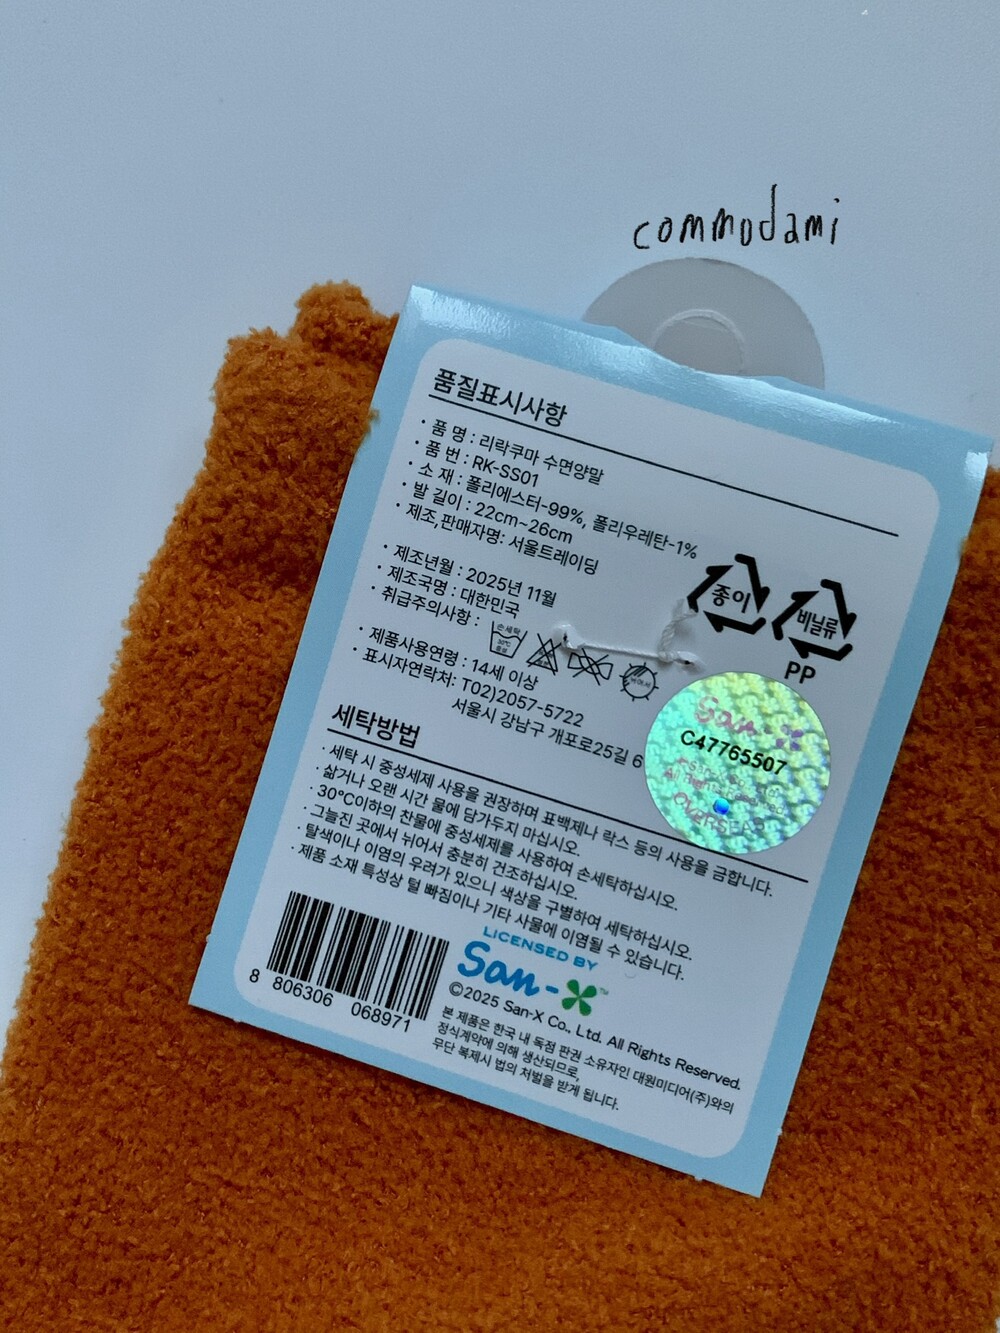 commodami
품질표시사항
· 품 명 : 리락쿠마 수면양말
· 품 번 : RK-SS01
· 소 재 : 폴리에스터-99%, 폴리우레탄-1%
· 발 길이 : 22cm~26cm
· 제조,판매자명: 서울트레이딩
· 제조년월 : 2025년 11월
· 제조국명 : 대한민국
· 취급주의사항 :
손세탁
30℃
중성
종이
비닐류
PP
· 제품사용연령 : 14세 이상
· 표시자연락처: T02)2057-5722
서울시 강남구 개포로25길 6
San-X
C47765507
All Rights Reserved
OVERSEAS
세탁방법
· 세탁 시 중성세제 사용을 권장하며 표백제나 락스 등의 사용을 금합니다.
· 삶거나 오랜 시간 물에 담가두지 마십시오.
· 30℃이하의 찬물에 중성세제를 사용하여 손세탁하십시오.
· 그늘진 곳에서 뉘어서 충분히 건조하십시오.
· 탈색이나 이염의 우려가 있으니 색상을 구별하여 세탁하십시오.
· 제품 소재 특성상 털 빠짐이나 기타 사물에 이염될 수 있습니다.
8 806306 068971
LICENSED BY
San-X™
©2025 San-X Co., Ltd. All Rights Reserved.
본 제품은 한국 내 독점 판권 소유자인 대원미디어(주)와의
정식계약에 의해 생산되므로,
무단 복제시 법의 처벌을 받게 됩니다.